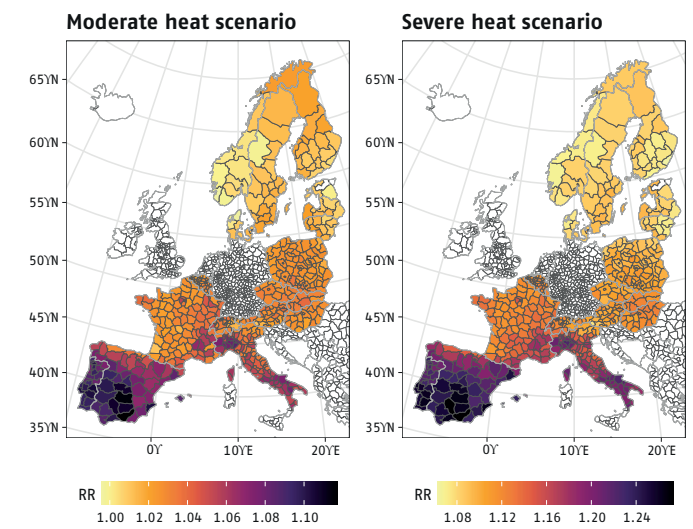 Moderate heat scenario
Severe heat scenario
65°N
60°N
55°N
50°N
45°N
40°N
35°N
0°
10°E
20°E
65°N
60°N
55°N
50°N
45°N
40°N
35°N
0°
10°E
20°E
RR
1.00 1.02 1.04 1.06 1.08 1.10
RR
1.08 1.12 1.16 1.20 1.24